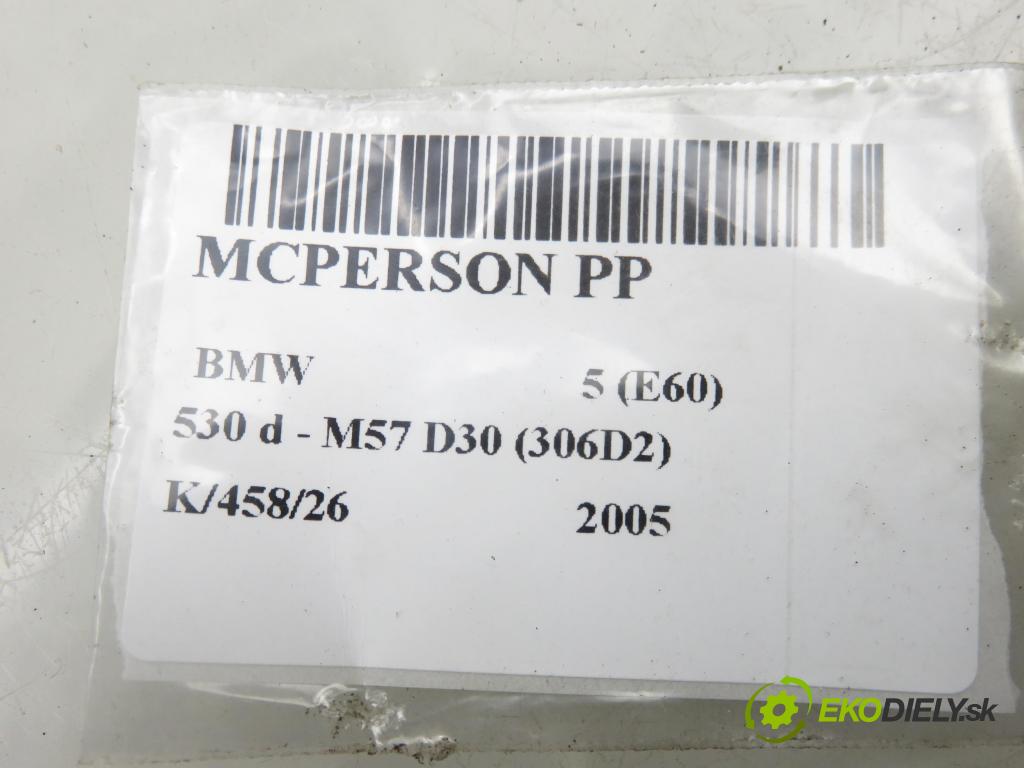 MCPERSON PP
BMW 5 (E60)
530 d - M57 D30 (306D2)
K/458/26 2005
EKODIELY.sk